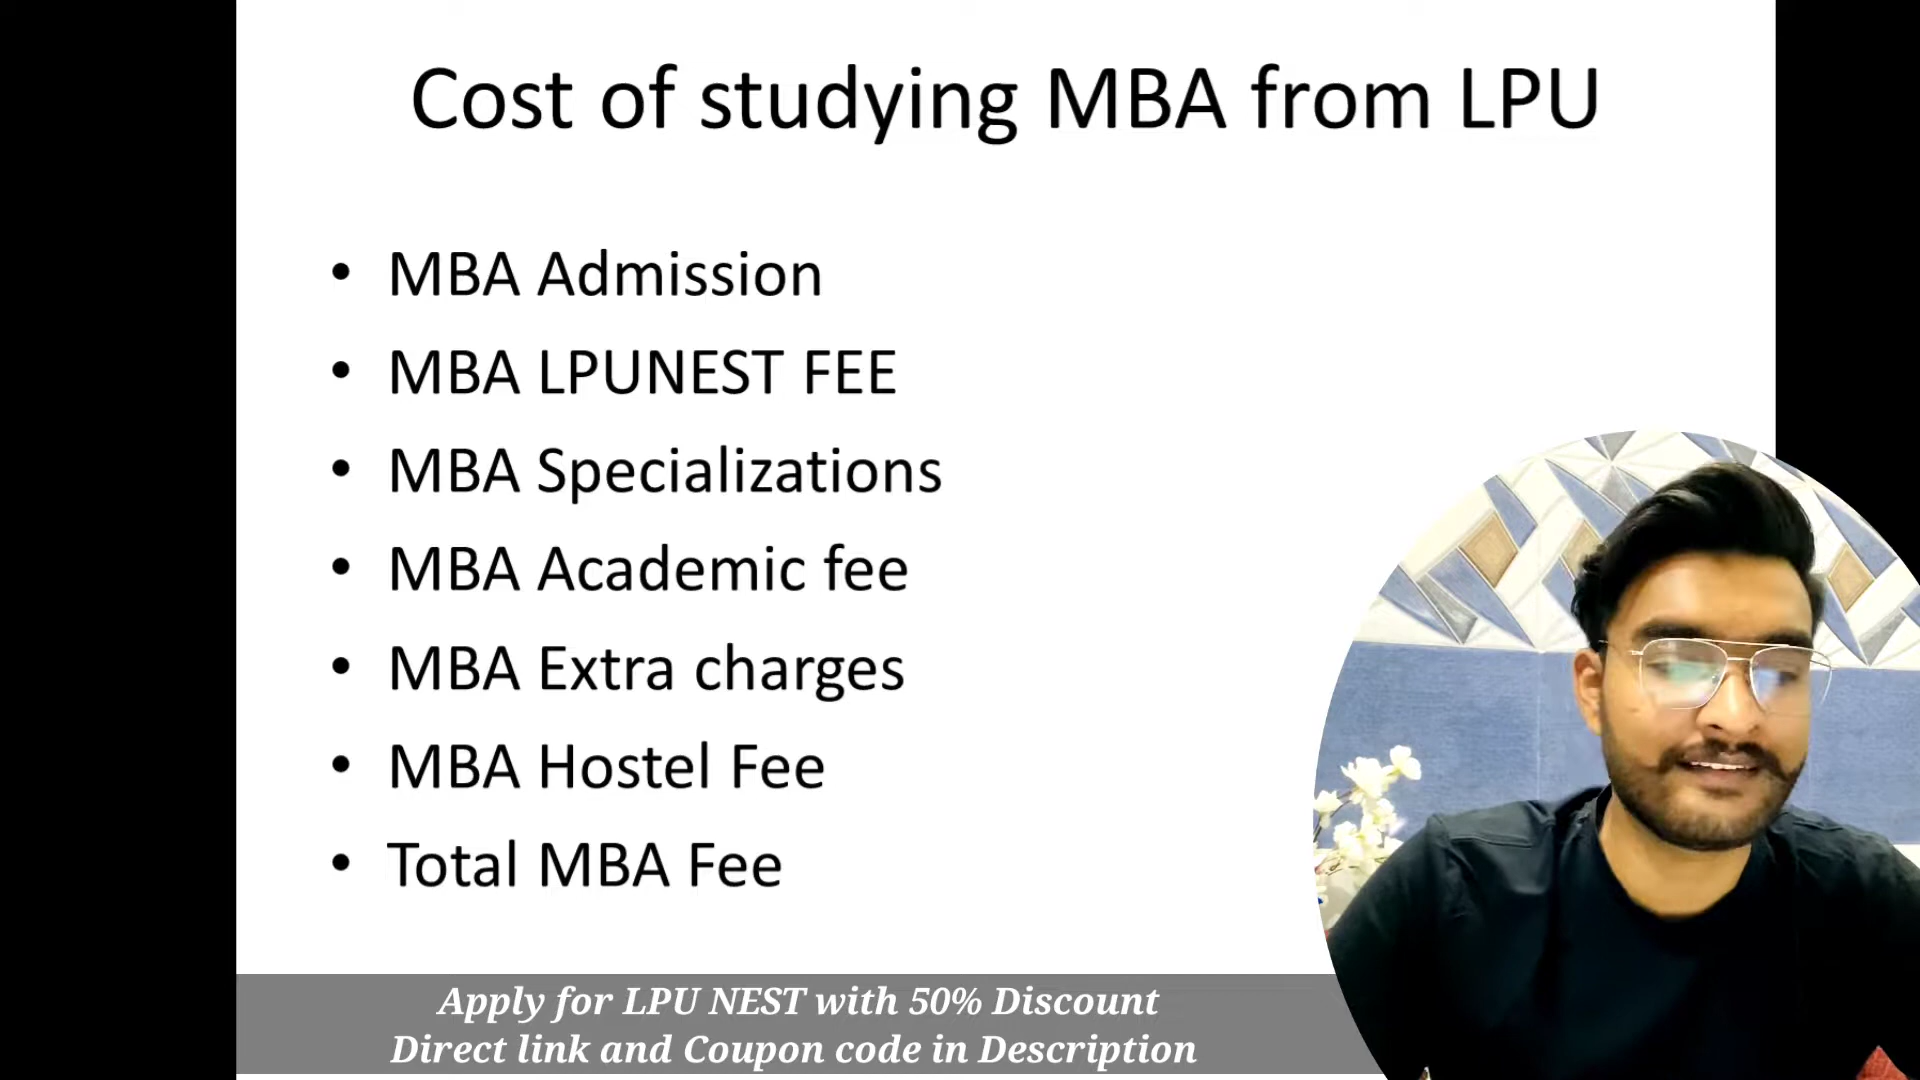 Cost of studying MBA from LPU
• MBA Admission
• MBA LPUNEST FEE
• MBA Specializations
• MBA Academic fee
• MBA Extra charges
• MBA Hostel Fee
• Total MBA Fee
Apply for LPU NEST with 50% Discount
Direct link and Coupon code in Description